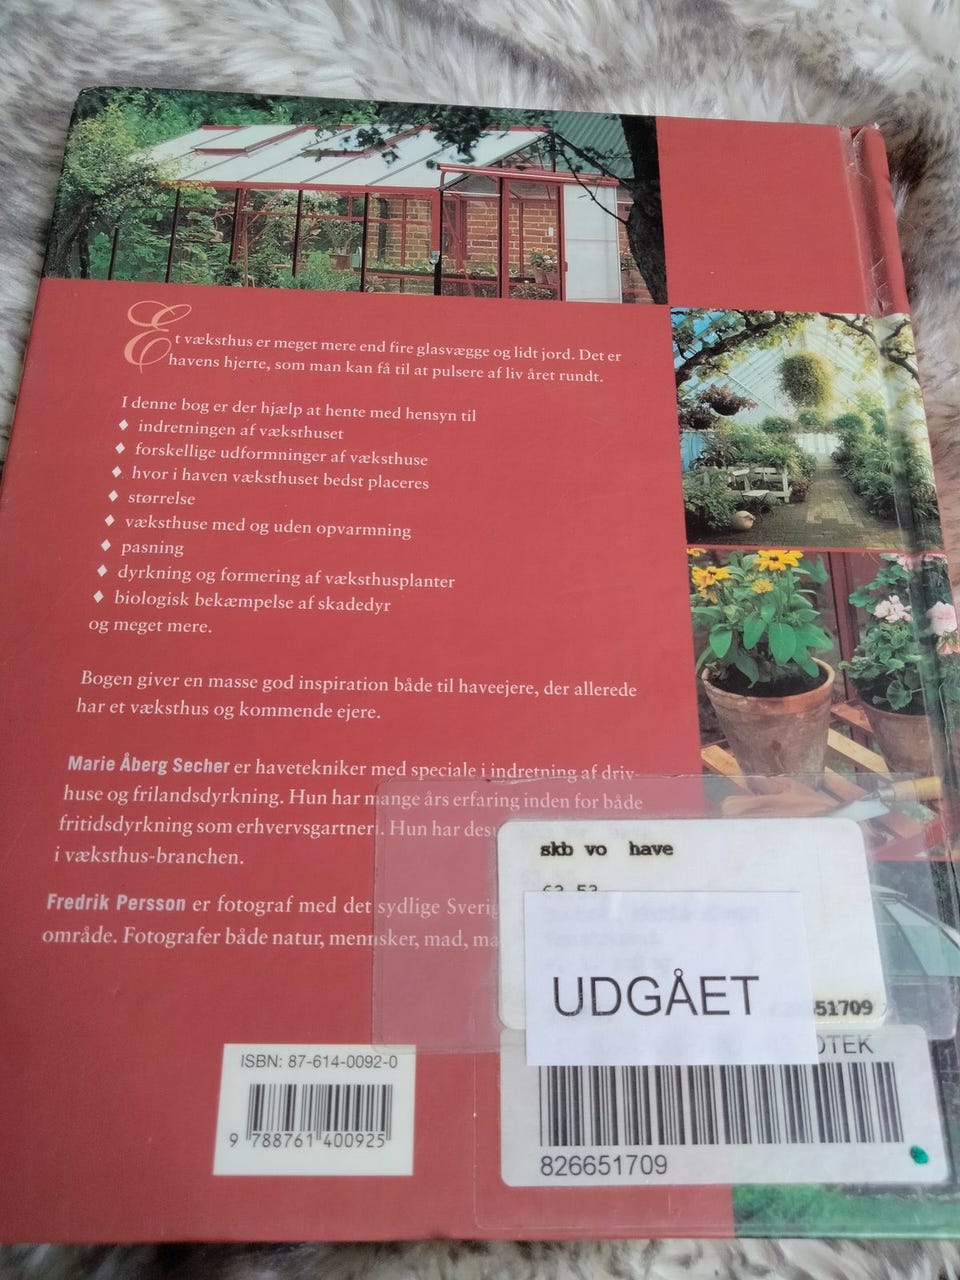 Et væksthus er meget mere end fire glasvægge og lidt jord. Det er
havens hjerte, som man kan få til at pulsere af liv året rundt.
I denne bog er der hjælp at hente med hensyn til
♦ indretningen af væksthuset
♦ forskellige udformninger af væksthuse
♦ hvor i haven væksthuset bedst placeres
♦ størrelse
♦ væksthuse med og uden opvarmning
♦ pasning
♦ dyrkning og formering af væksthusplanter
♦ biologisk bekæmpelse af skadedyr
og meget mere.
Bogen giver en masse god inspiration både til haveejere, der allerede
har et væksthus og kommende ejere.
Marie Åberg Secher er havetekniker med speciale i indretning af driv-
huse og frilandsdyrkning. Hun har mange års erfaring inden for både
fritidsdyrkning som erhvervsgartneri. Hun har
i væksthus-branchen.
Fredrik Persson er fotograf med det sydlige
område. Fotografer både natur, mennesker, mad,
skb vo have
63.53
UDGÅET
51709
OTEK
826651709
ISBN: 87-614-0092-0
9 788761 400925